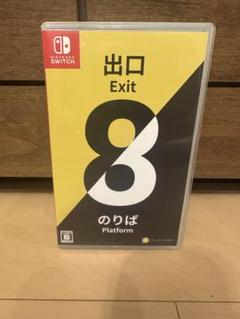 NINTENDO
SWITCH
出口
Exit
8
のりば
Platform
B